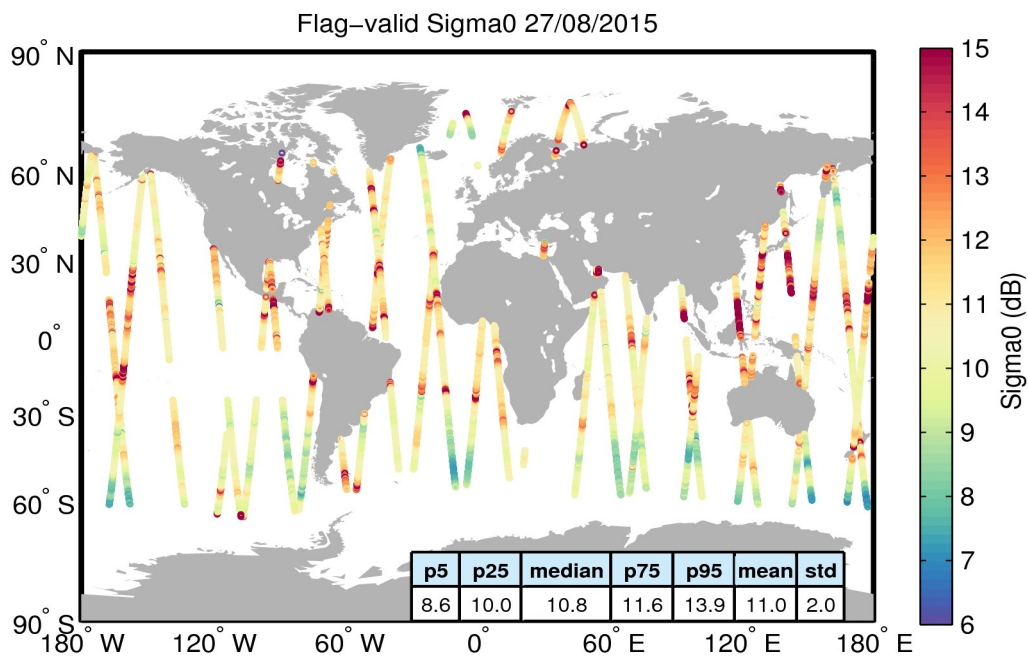 Flag−valid Sigma0 27/08/2015
90° N
60° N
30° N
0°
30° S
60° S
90° S
180° W
120° W
60° W
0°
60° E
120° E
180° E
p5 p25 median p75 p95 mean std
8.6 10.0 10.8 11.6 13.9 11.0 2.0
15
14
13
12
11
10
9
8
7
6
Sigma0 (dB)